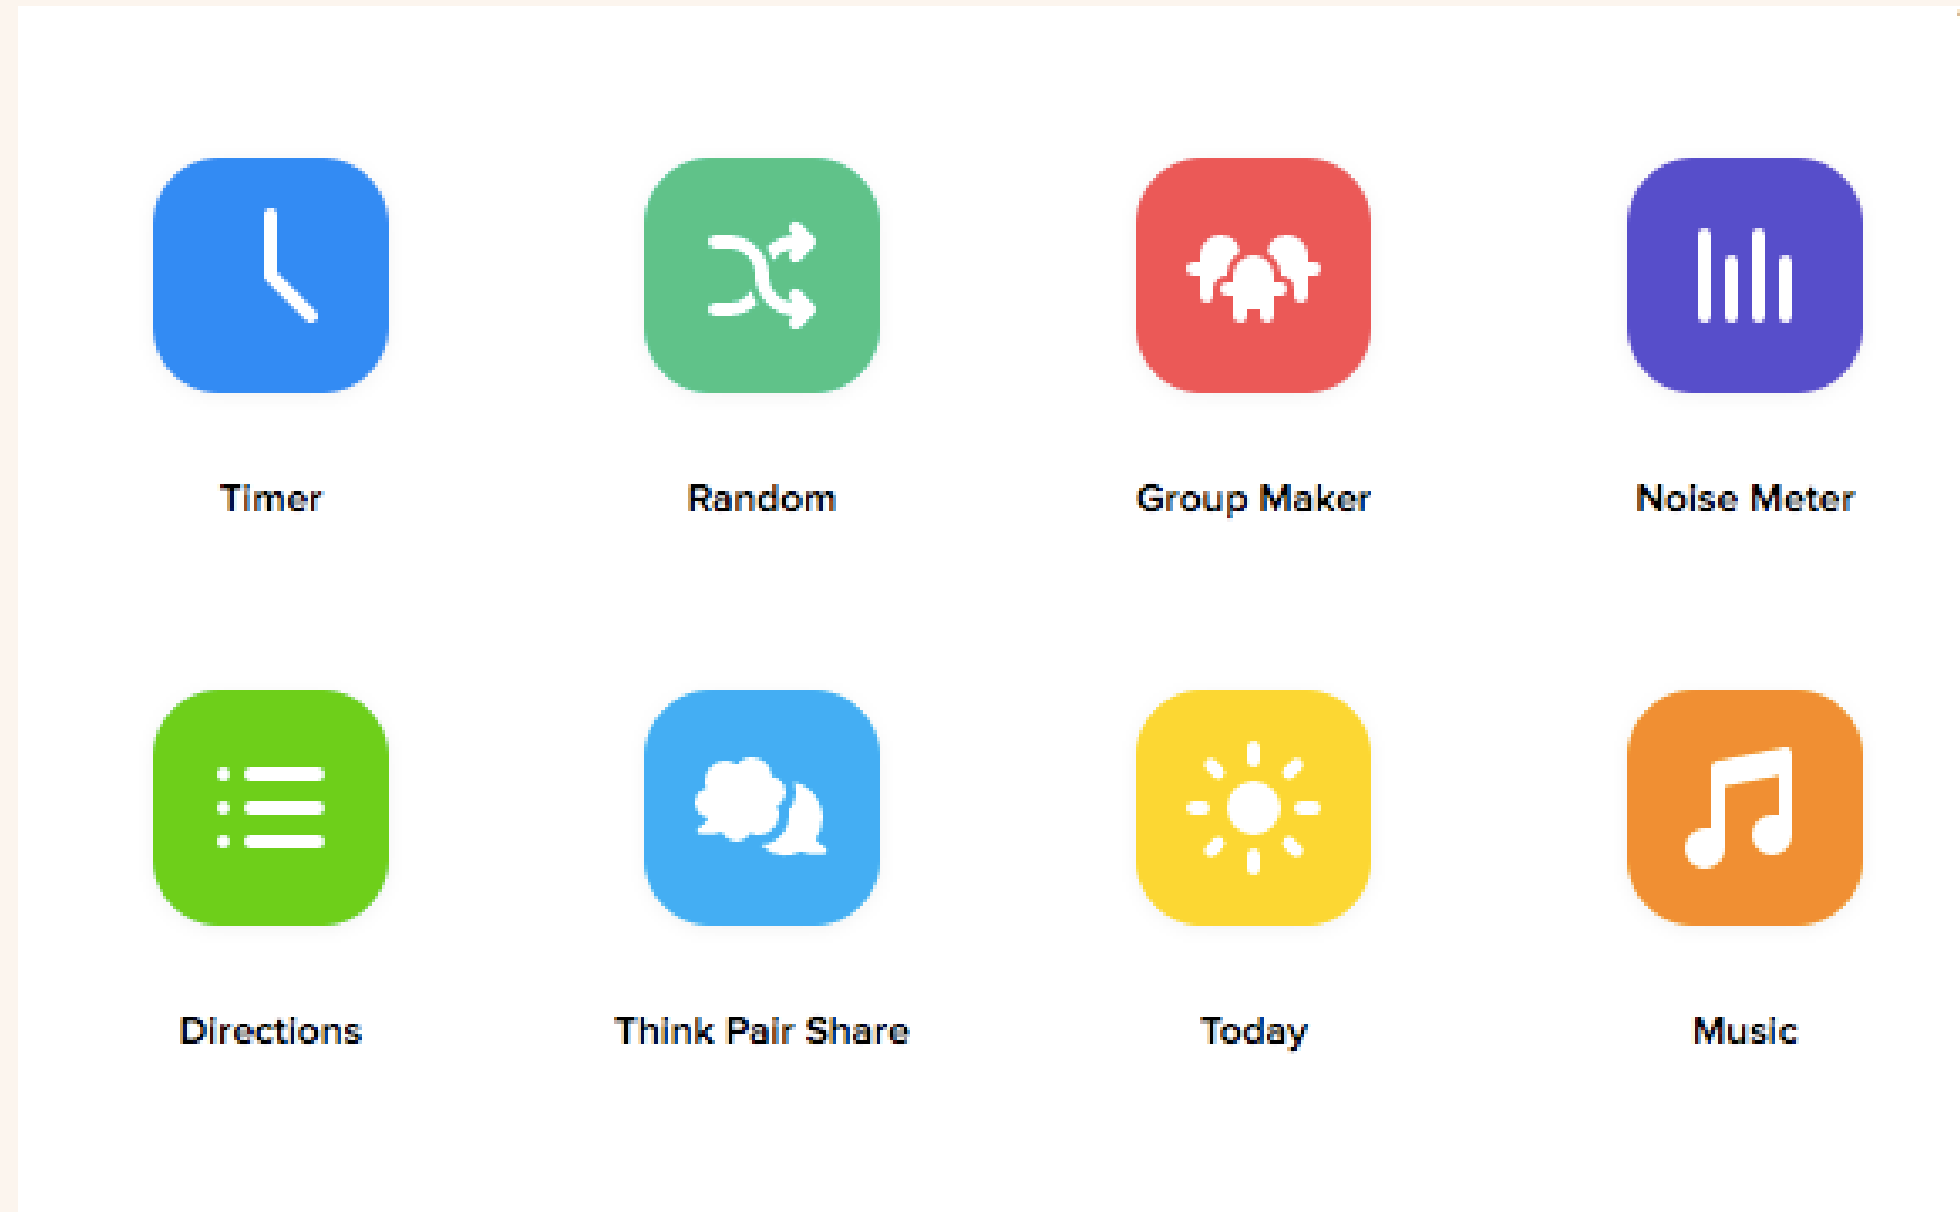 Timer
Random
Group Maker
Noise Meter
Directions
Think Pair Share
Today
Music